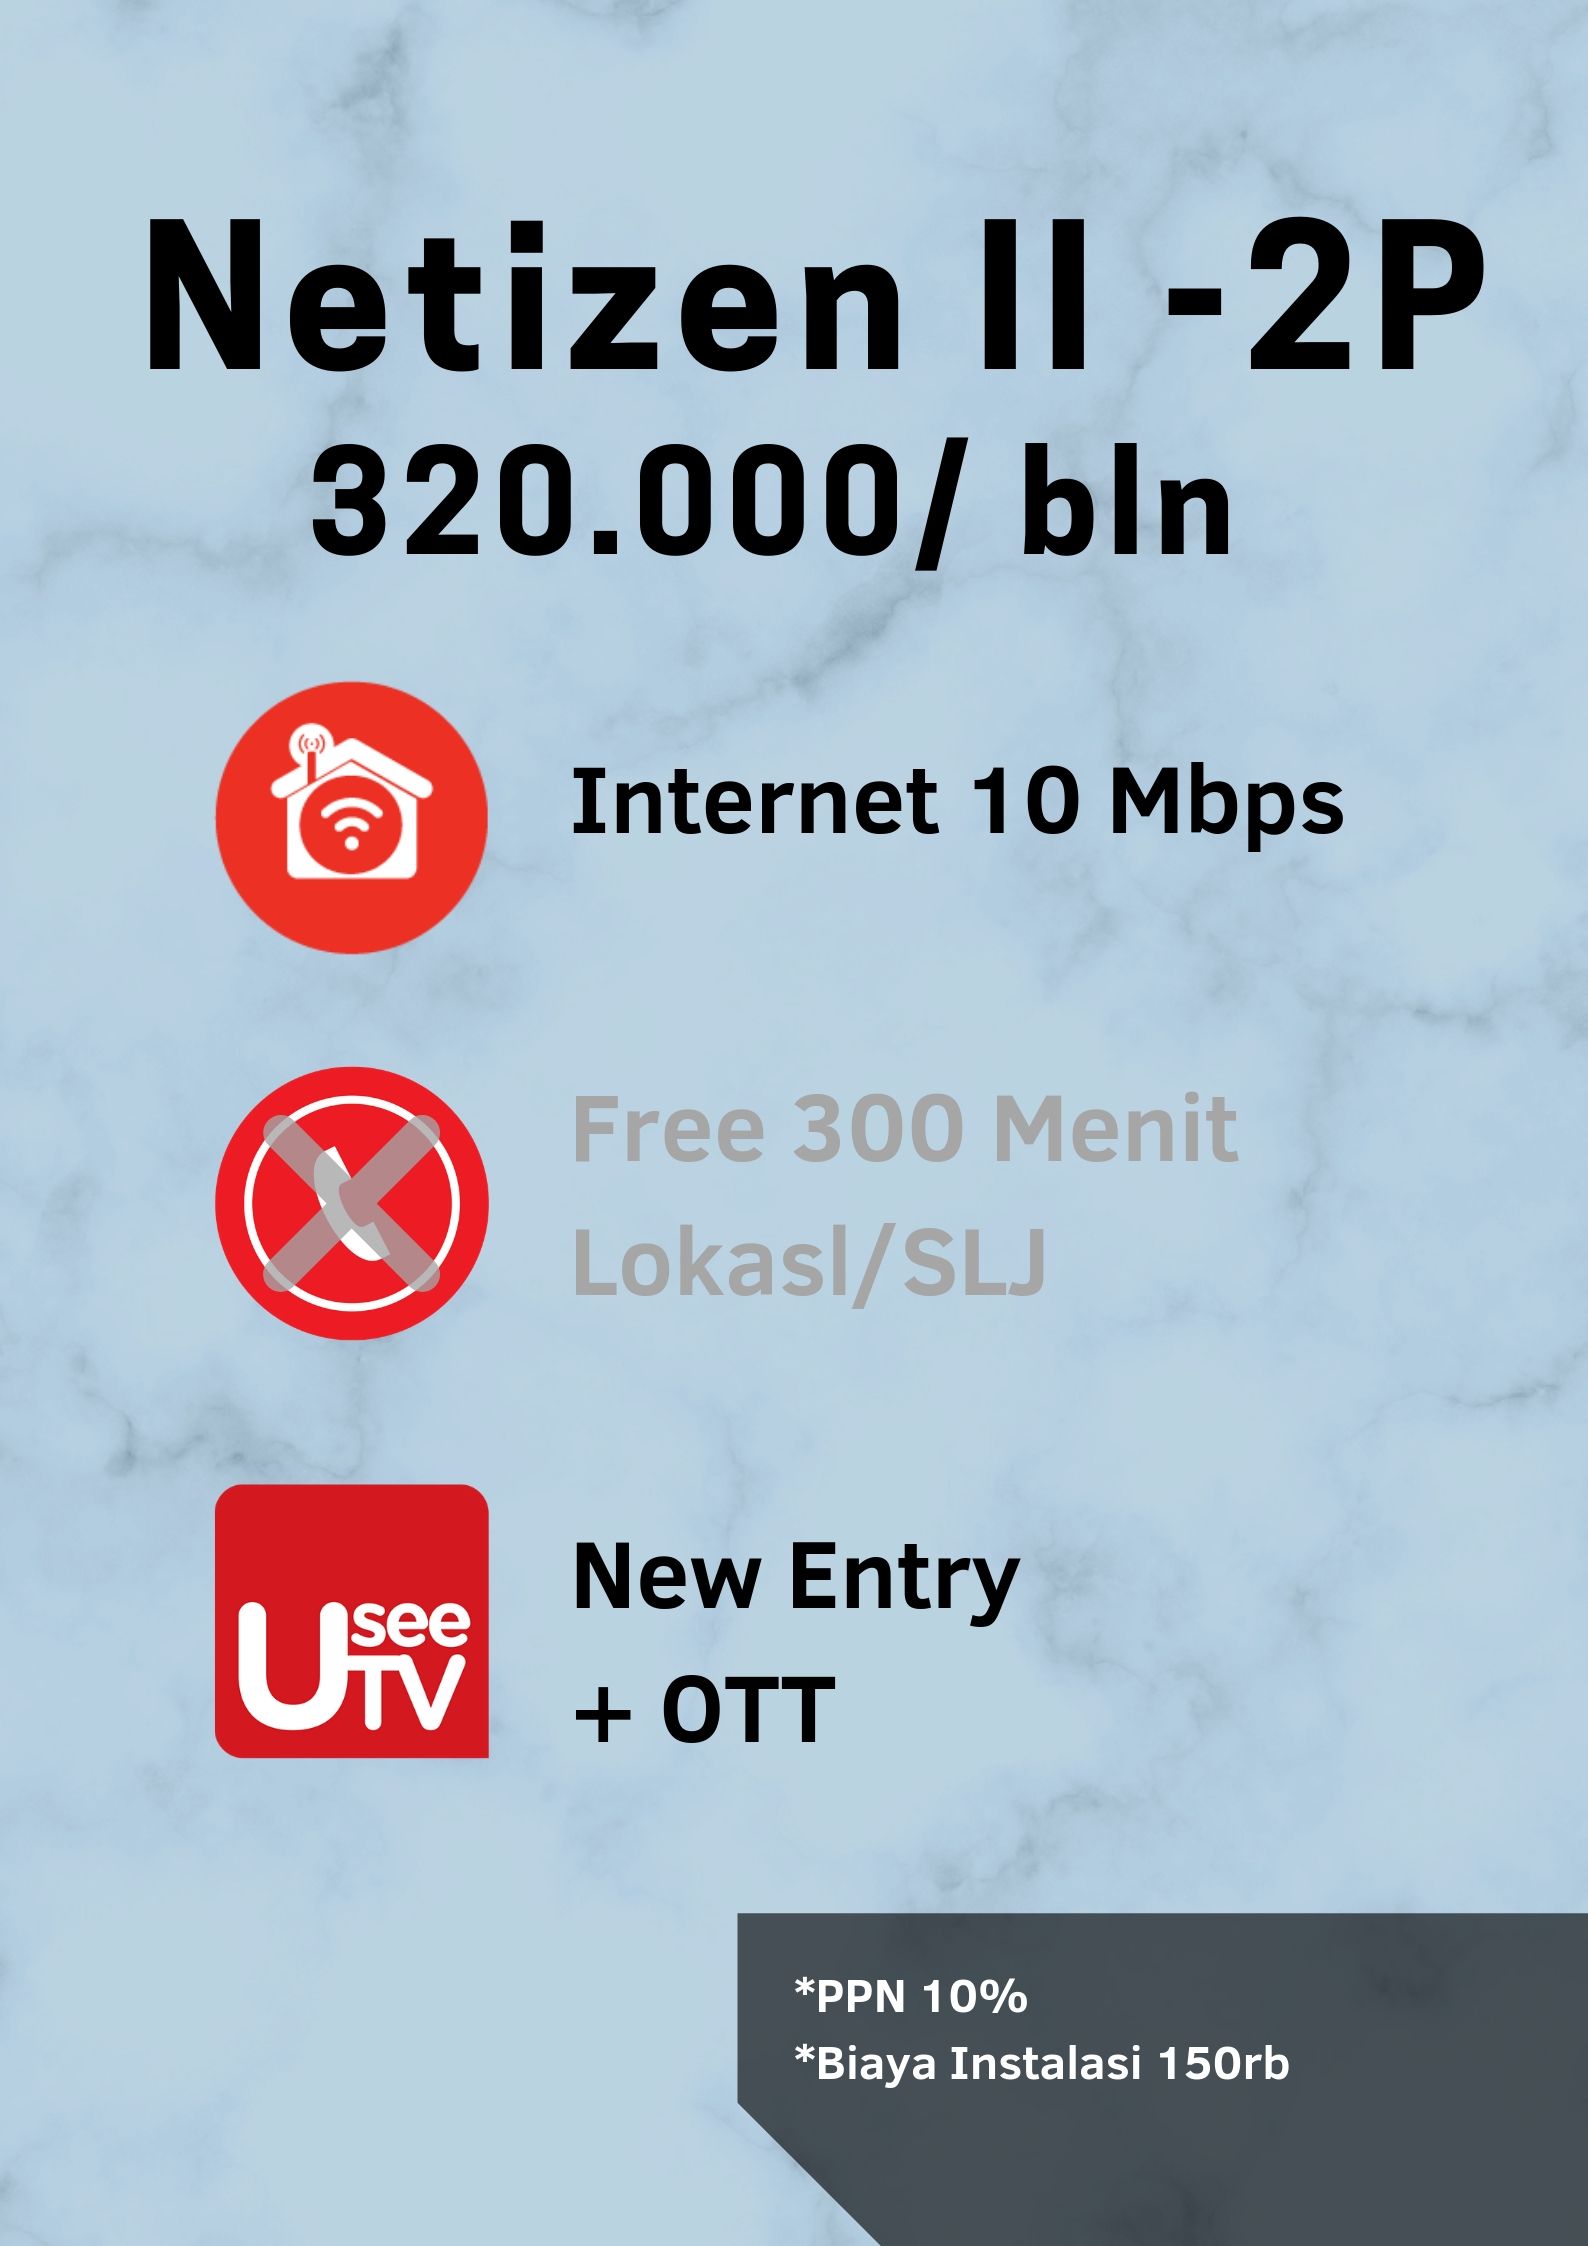 Netizen II -2P
320.000/ bln
Internet 10 Mbps
Free 300 Menit
Lokasl/SLJ
Usee
TV
New Entry
+ OTT
*PPN 10%
*Biaya Instalasi 150rb